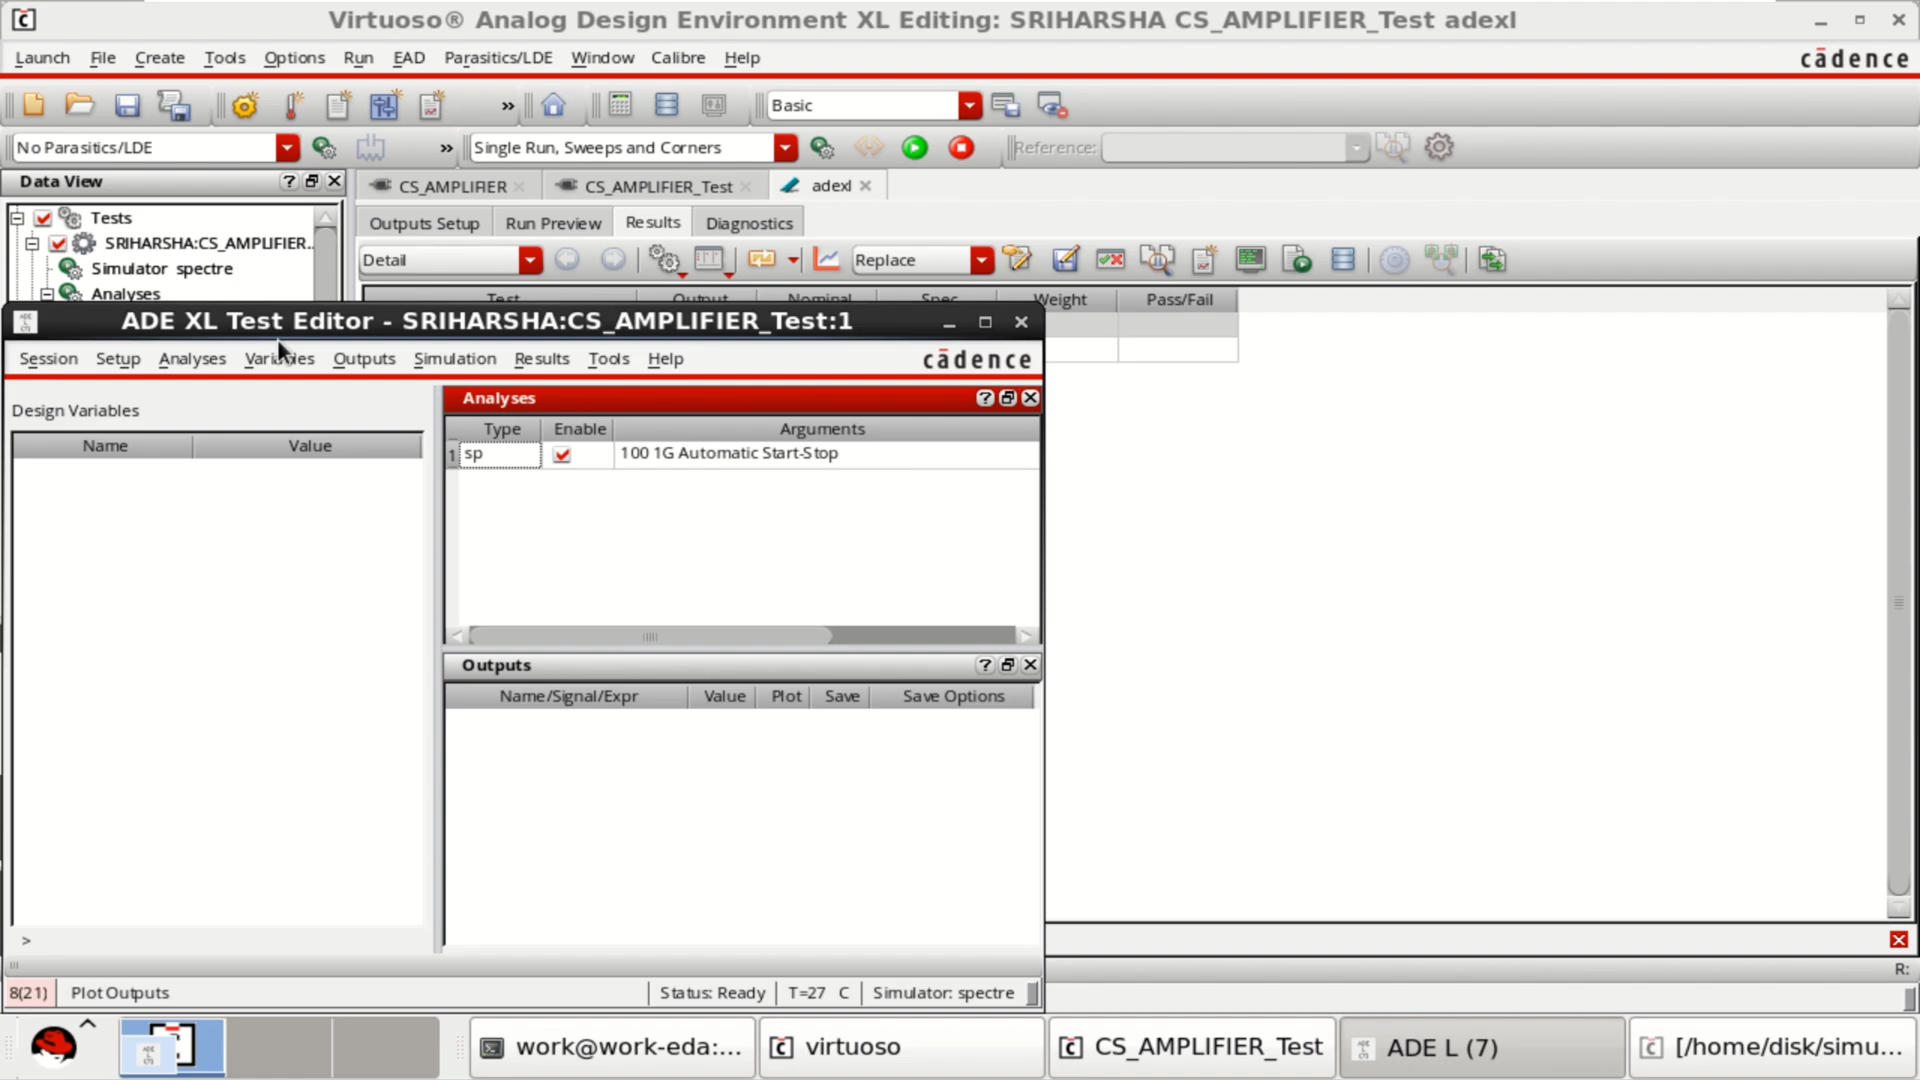 Virtuoso® Analog Design Environment XL Editing: SRIHARSHA CS_AMPLIFIER_Test adexl
Launch File Create Tools Options Run EAD Parasitics/LDE Window Calibre Help cādence
» Basic
No Parasitics/LDE » Single Run, Sweeps and Corners Reference:
Data View ?
CS_AMPLIFIER CS_AMPLIFIER_Test adexl
Tests
Outputs Setup Run Preview Results Diagnostics
SRIHARSHA:CS_AMPLIFIER..
Simulator spectre
Detail Replace
Analyses
Test Output Nominal Spec Weight Pass/Fail
ADE XL Test Editor - SRIHARSHA:CS_AMPLIFIER_Test:1
Session Setup Analyses Variables Outputs Simulation Results Tools Help cādence
Design Variables
Analyses ?
Name Value
Type Enable Arguments
1 sp 100 1G Automatic Start-Stop
Outputs ?
Name/Signal/Expr Value Plot Save Save Options
>
R:
8(21) Plot Outputs Status: Ready T=27 C Simulator: spectre
work@work-eda:... virtuoso CS_AMPLIFIER_Test ADE L (7) [/home/disk/simu...